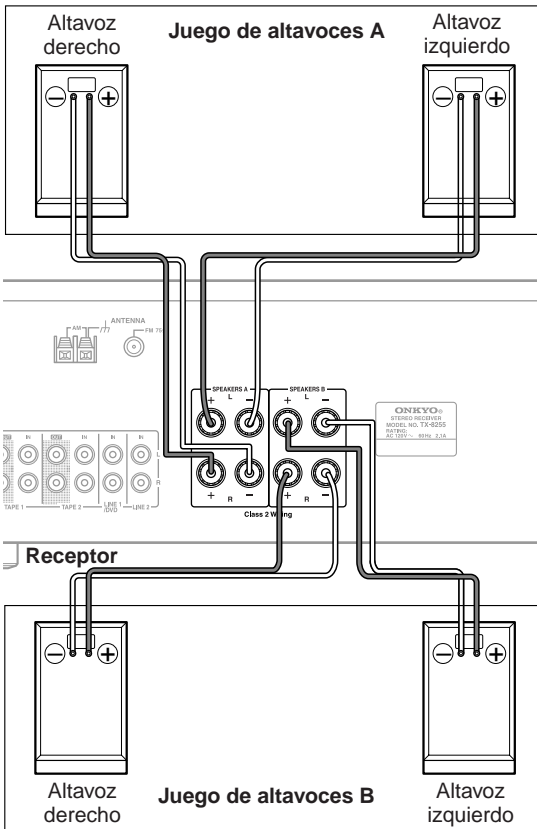 Altavoz
derecho
Juego de altavoces A
Altavoz
izquierdo
− +
− +
ANTENNA
AM
FM 75
SPEAKERS A
L
+ −
SPEAKERS B
L
+ −
ONKYO
STEREO RECEIVER
MODEL NO. TX-8255
RATING:
AC 120V ~ 60Hz 2,1A
OUT IN OUT IN IN IN
L
R
TAPE 1 TAPE 2 LINE 1
/DVD LINE 2
+ R −
+ R −
Class 2 Wiring
Receptor
− +
− +
Altavoz
derecho
Juego de altavoces B
Altavoz
izquierdo